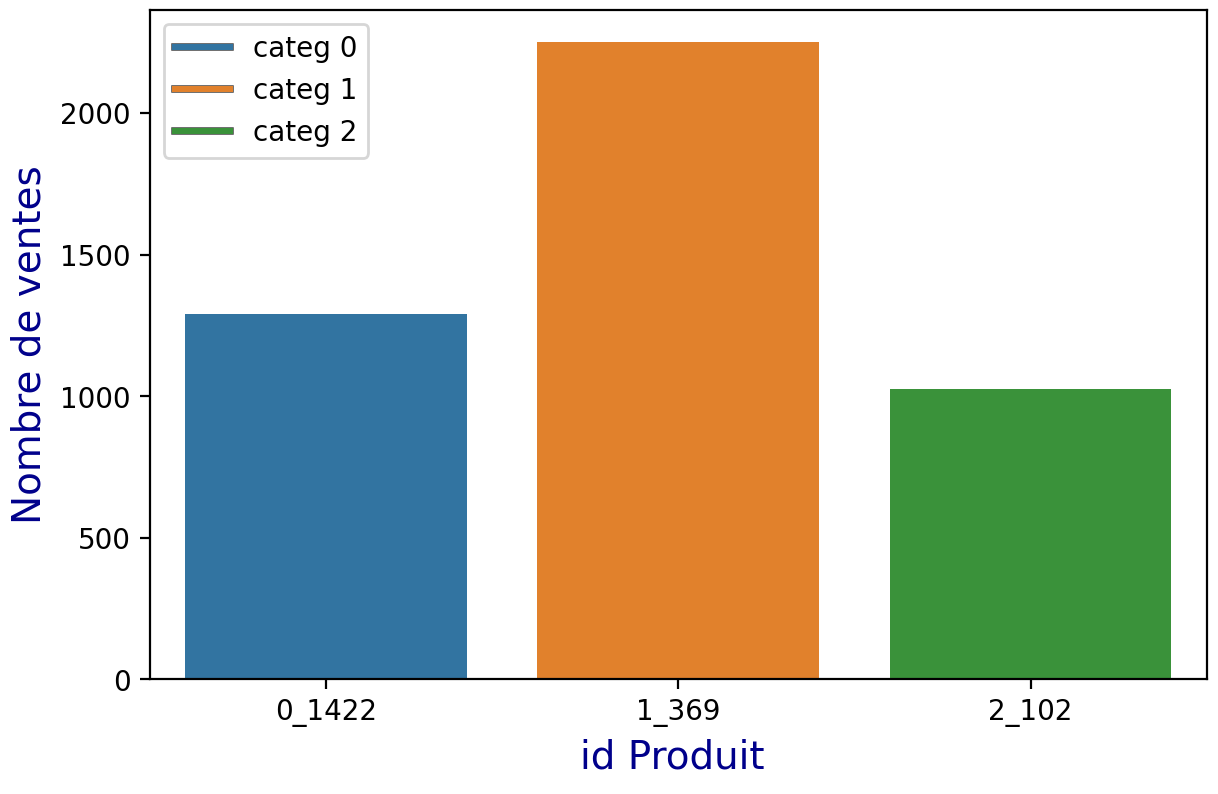 categ 0
categ 1
categ 2
Nombre de ventes
2000
1500
1000
500
0
0_1422
1_369
2_102
id Produit